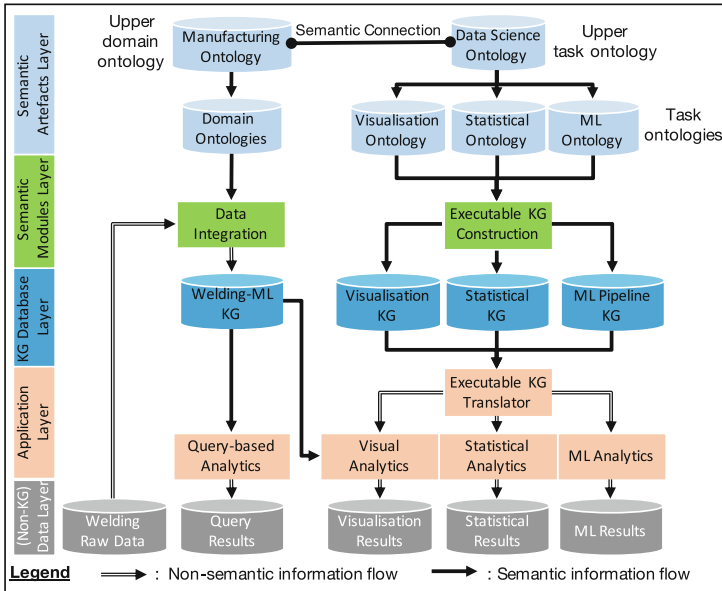 Upper
domain
ontology
Manufacturing
Ontology
Semantic Connection
Data Science
Ontology
Upper
task ontology
Semantic
Artefacts Layer
Domain
Ontologies
Visualisation
Ontology
Statistical
Ontology
ML
Ontology
Task
ontologies
Semantic
Modules Layer
Data
Integration
Executable KG
Construction
KG Database
Layer
Welding-ML
KG
Visualisation
KG
Statistical
KG
ML Pipeline
KG
Application
Layer
Executable KG
Translator
Query-based
Analytics
Visual
Analytics
Statistical
Analytics
ML Analytics
(Non-KG)
Data Layer
Welding
Raw Data
Query
Results
Visualisation
Results
Statistical
Results
ML Results
Legend
: Non-semantic information flow
: Semantic information flow